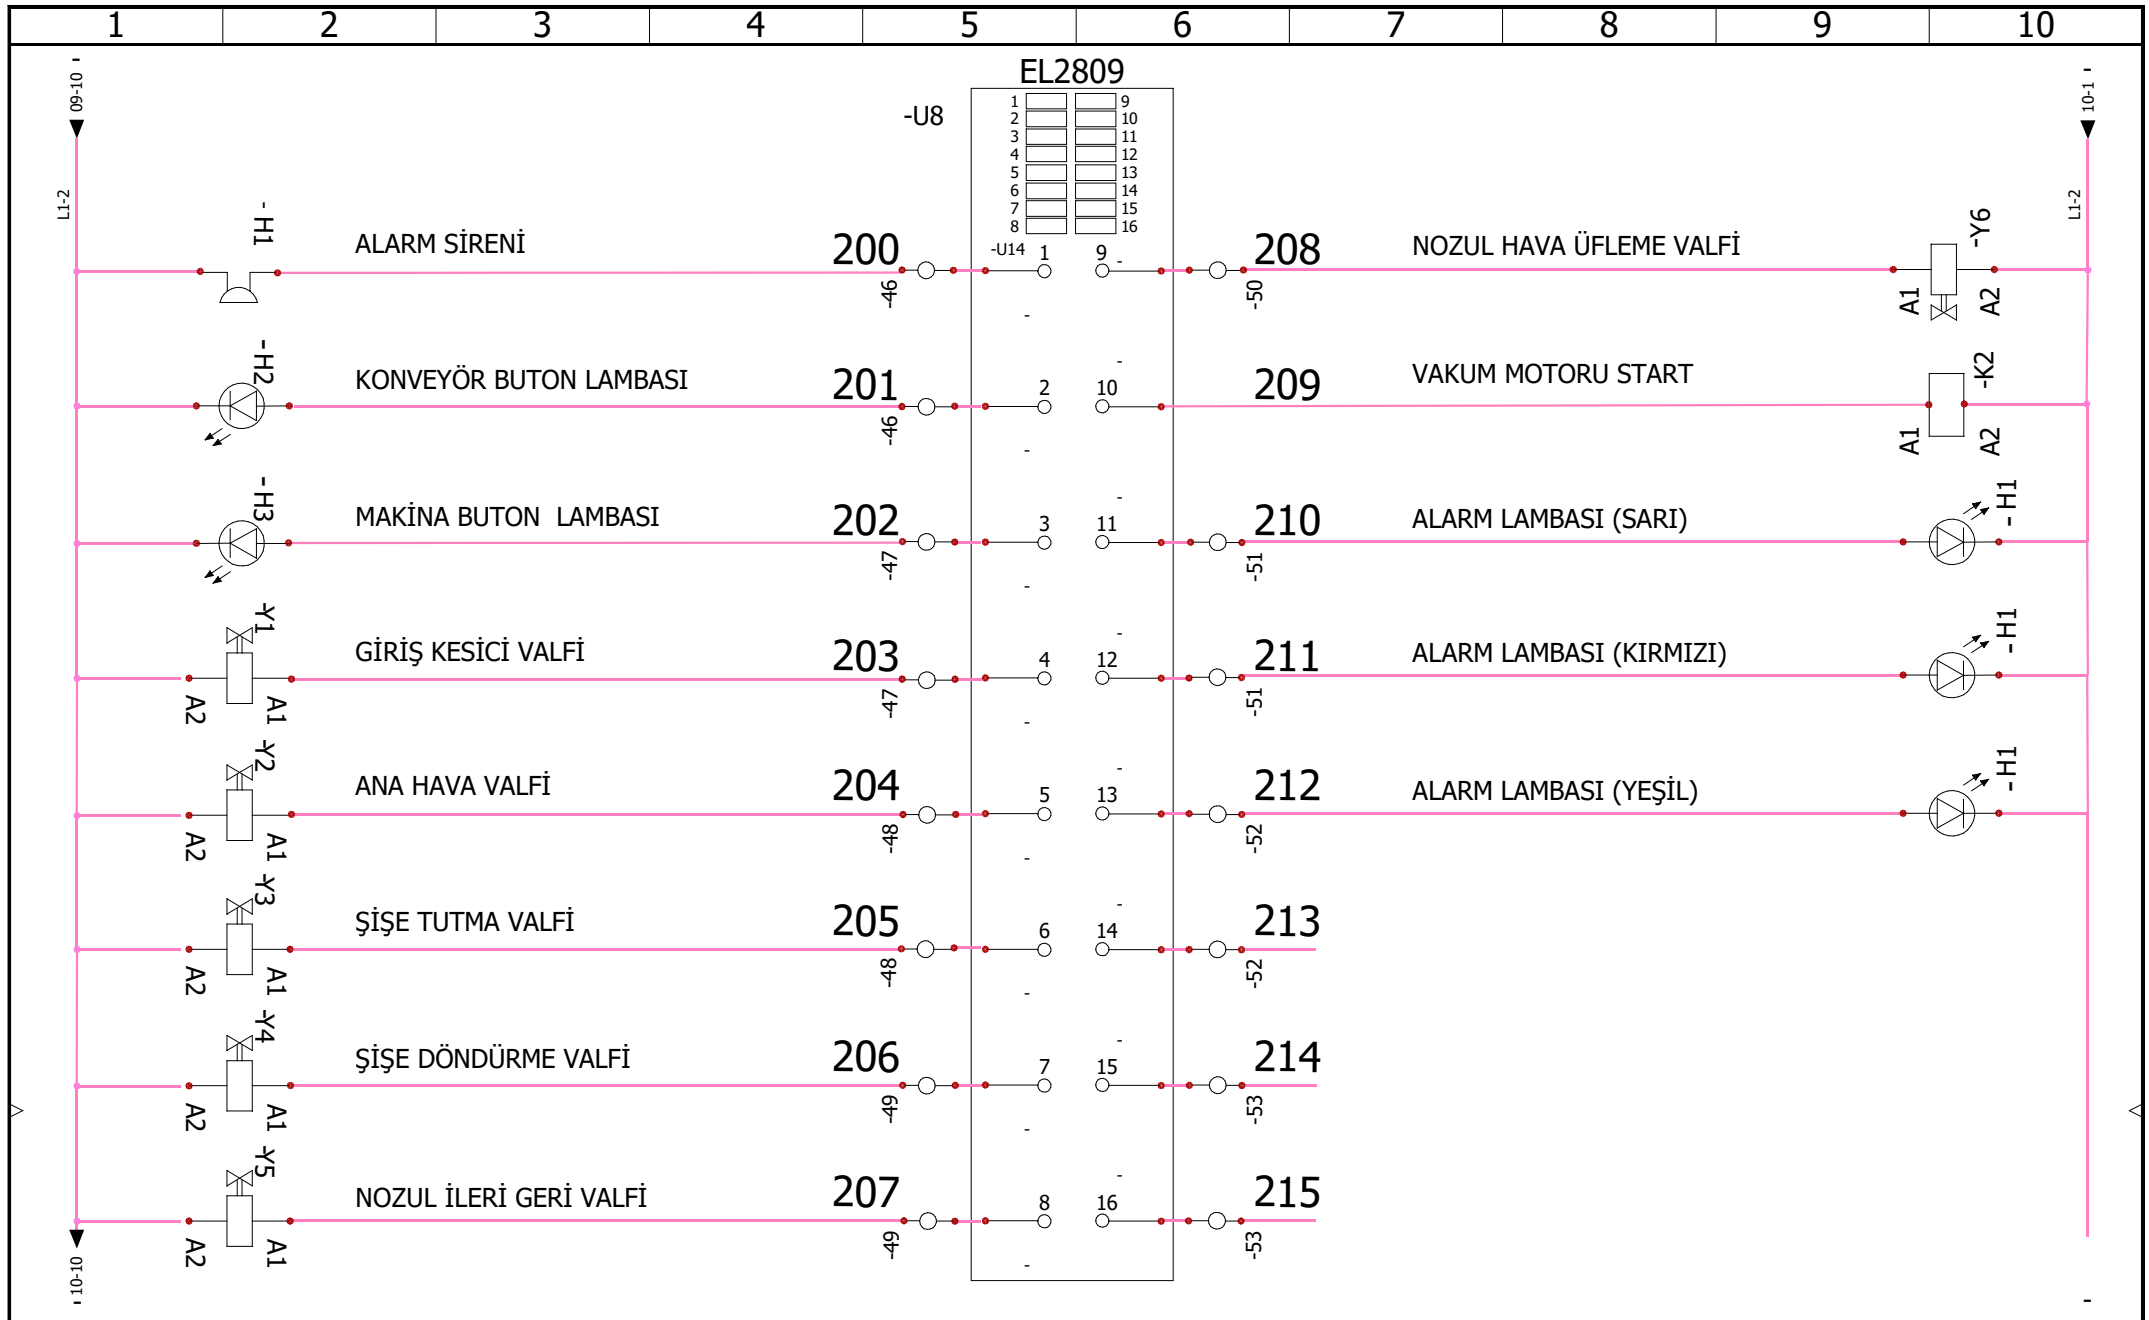 1 2 3 4 5 6 7 8 9 10
EL2809
-U8
1 9
2 10
3 11
4 12
5 13
6 14
7 15
8 16
-U14
- 09-10
L1-2
10-1 -
L1-2
- H1
ALARM SİRENİ
200
-46
1
9 -
208
-50
NOZUL HAVA ÜFLEME VALFİ
A1
-Y6
A2
-
-
- H2
KONVEYÖR BUTON LAMBASI
201
-46
2
10
209
VAKUM MOTORU START
A1
-K2
A2
-
-
- H3
MAKİNA BUTON  LAMBASI
202
-47
3
11
210
-51
ALARM LAMBASI (SARI)
- H1
-
-
-Y1
A2
A1
GİRİŞ KESİCİ VALFİ
203
-47
4
12
211
-51
ALARM LAMBASI (KIRMIZI)
- H1
-
-
-Y2
A2
A1
ANA HAVA VALFİ
204
-48
5
13
212
-52
ALARM LAMBASI (YEŞİL)
- H1
-
-
-Y3
A2
A1
ŞİŞE TUTMA VALFİ
205
-48
6
14
213
-52
-
-
-Y4
A2
A1
ŞİŞE DÖNDÜRME VALFİ
206
-49
7
15
214
-53
-
-
-Y5
A2
A1
NOZUL İLERİ GERİ VALFİ
207
-49
8
16
215
-53
-
- 10-10
-